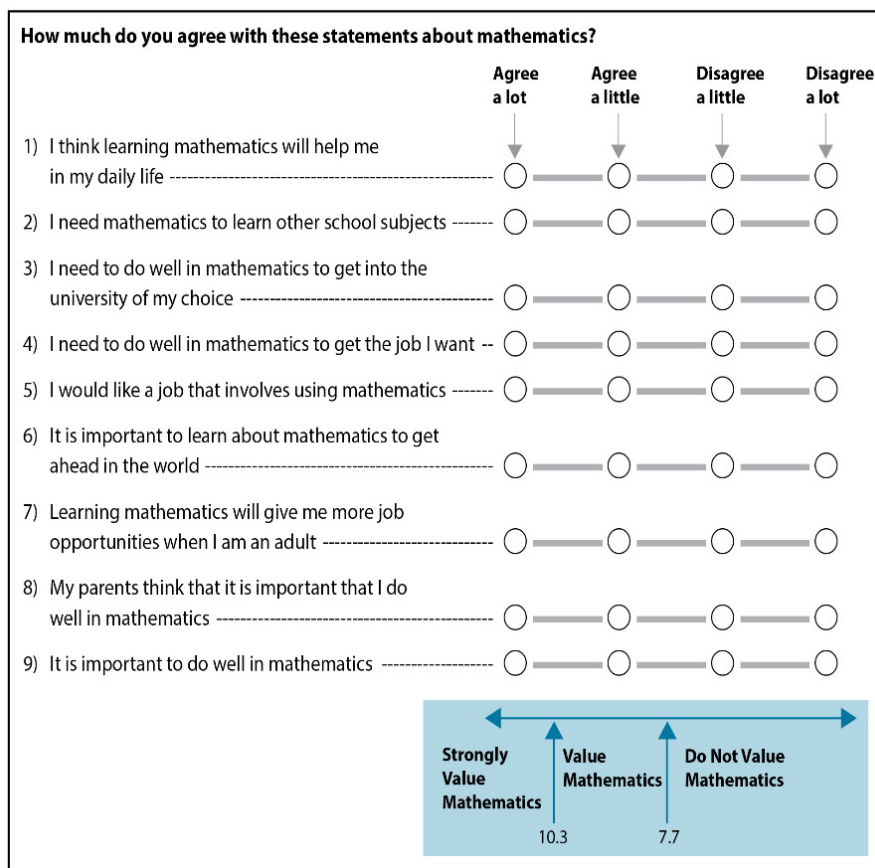 How much do you agree with these statements about mathematics?
Agree a lot
Agree a little
Disagree a little
Disagree a lot
1) I think learning mathematics will help me
in my daily life
2) I need mathematics to learn other school subjects
3) I need to do well in mathematics to get into the
university of my choice
4) I need to do well in mathematics to get the job I want
5) I would like a job that involves using mathematics
6) It is important to learn about mathematics to get
ahead in the world
7) Learning mathematics will give me more job
opportunities when I am an adult
8) My parents think that it is important that I do
well in mathematics
9) It is important to do well in mathematics
Strongly
Value
Mathematics
Value
Mathematics
Do Not Value
Mathematics
10.3
7.7